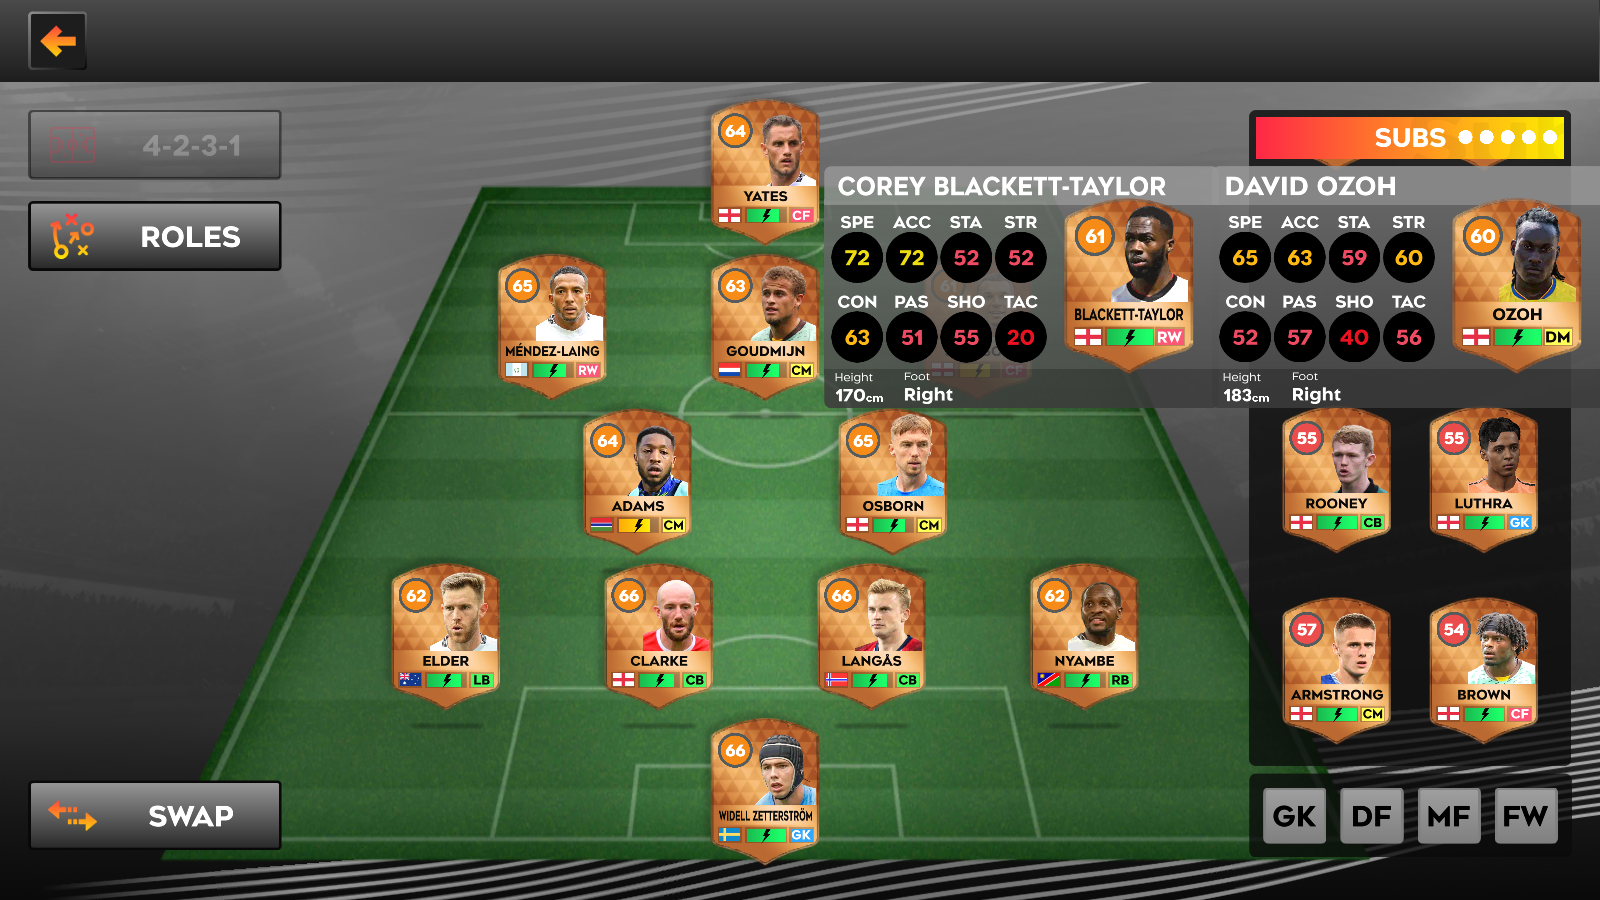 4-2-3-1
ROLES
SWAP
64
YATES
CF
65
MÉNDEZ-LAING
RW
63
GOUDMIJN
CM
64
ADAMS
CM
65
OSBORN
CM
62
ELDER
LB
66
CLARKE
CB
66
LANGÅS
CB
62
NYAMBE
RB
66
WIDELL ZETTERSTRÖM
GK
SUBS
COREY BLACKETT-TAYLOR
SPE ACC STA STR
72 72 52 52
CON PAS SHO TAC
63 51 55 20
Height Foot
170cm Right
61
BLACKETT-TAYLOR
RW
61
CF
DAVID OZOH
SPE ACC STA STR
65 63 59 60
CON PAS SHO TAC
52 57 40 56
Height Foot
183cm Right
60
OZOH
DM
55
ROONEY
CB
55
LUTHRA
GK
57
ARMSTRONG
CM
54
BROWN
CF
GK DF MF FW